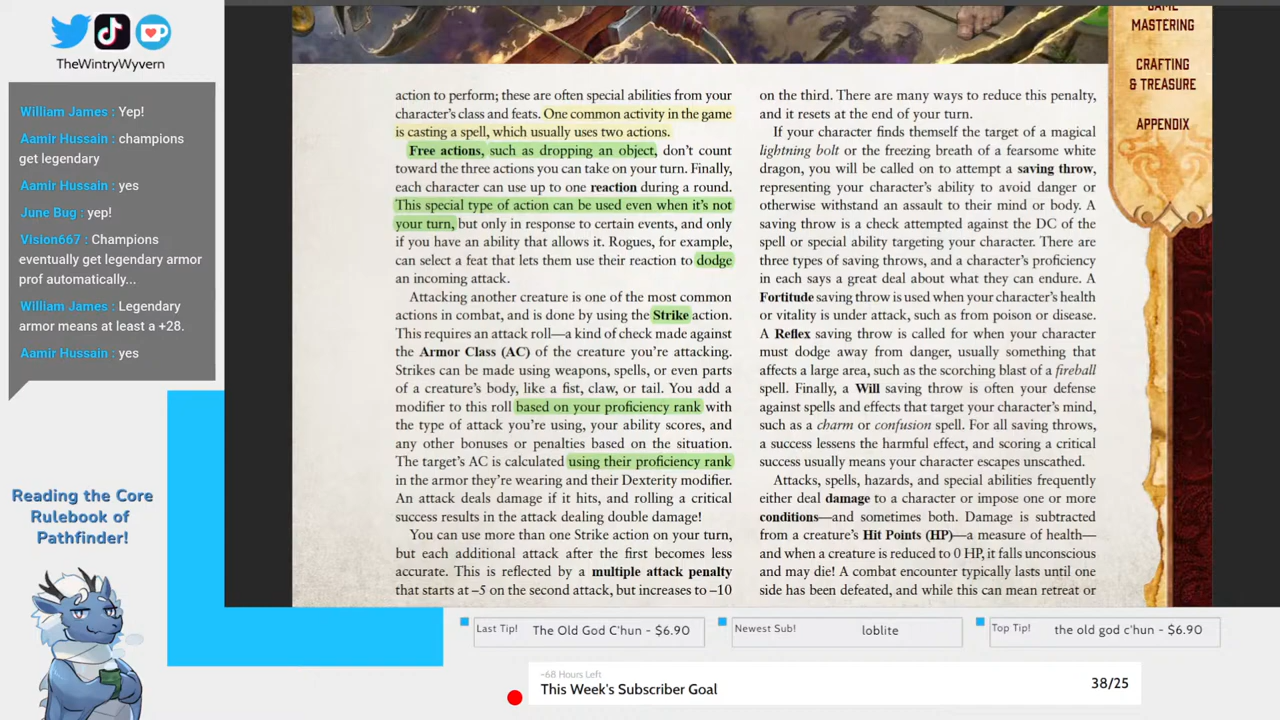 TheWintryWyvern
William James : Yep!
Aamir Hussain : champions
get legendary
Aamir Hussain : yes
June Bug : yep!
Vision667 : Champions
eventually get legendary armor
prof automatically...
William James : Legendary
armor means at least a +28.
Aamir Hussain : yes
Reading the Core
Rulebook of
Pathfinder!
action to perform; these are often special abilities from your
character's class and feats. One common activity in the game
is casting a spell, which usually uses two actions.
Free actions, such as dropping an object, don't count
toward the three actions you can take on your turn. Finally,
each character can use up to one reaction during a round.
This special type of action can be used even when it's not
your turn, but only in response to certain events, and only
if you have an ability that allows it. Rogues, for example,
can select a feat that lets them use their reaction to dodge
an incoming attack.
Attacking another creature is one of the most common
actions in combat, and is done by using the Strike action.
This requires an attack roll—a kind of check made against
the Armor Class (AC) of the creature you're attacking.
Strikes can be made using weapons, spells, or even parts
of a creature's body, like a fist, claw, or tail. You add a
modifier to this roll based on your proficiency rank with
the type of attack you're using, your ability scores, and
any other bonuses or penalties based on the situation.
The target's AC is calculated using their proficiency rank
in the armor they're wearing and their Dexterity modifier.
An attack deals damage if it hits, and rolling a critical
success results in the attack dealing double damage!
You can use more than one Strike action on your turn,
but each additional attack after the first becomes less
accurate. This is reflected by a multiple attack penalty
that starts at –5 on the second attack, but increases to –10
on the third. There are many ways to reduce this penalty,
and it resets at the end of your turn.
If your character finds themself the target of a magical
lightning bolt or the freezing breath of a fearsome white
dragon, you will be called on to attempt a saving throw,
representing your character's ability to avoid danger or
otherwise withstand an assault to their mind or body. A
saving throw is a check attempted against the DC of the
spell or special ability targeting your character. There are
three types of saving throws, and a character's proficiency
in each says a great deal about what they can endure. A
Fortitude saving throw is used when your character's health
or vitality is under attack, such as from poison or disease.
A Reflex saving throw is called for when your character
must dodge away from danger, usually something that
affects a large area, such as the scorching blast of a fireball
spell. Finally, a Will saving throw is often your defense
against spells and effects that target your character's mind,
such as a charm or confusion spell. For all saving throws,
a success lessens the harmful effect, and scoring a critical
success usually means your character escapes unscathed.
Attacks, spells, hazards, and special abilities frequently
either deal damage to a character or impose one or more
conditions—and sometimes both. Damage is subtracted
from a creature's Hit Points (HP)—a measure of health—
and when a creature is reduced to 0 HP, it falls unconscious
and may die! A combat encounter typically lasts until one
side has been defeated, and while this can mean retreat or
GAME
MASTERING
CRAFTING
& TREASURE
APPENDIX
Last Tip!
The Old God C'hun - $6.90
Newest Sub!
loblite
Top Tip!
the old god c'hun - $6.90
~68 Hours Left
This Week's Subscriber Goal
38/25